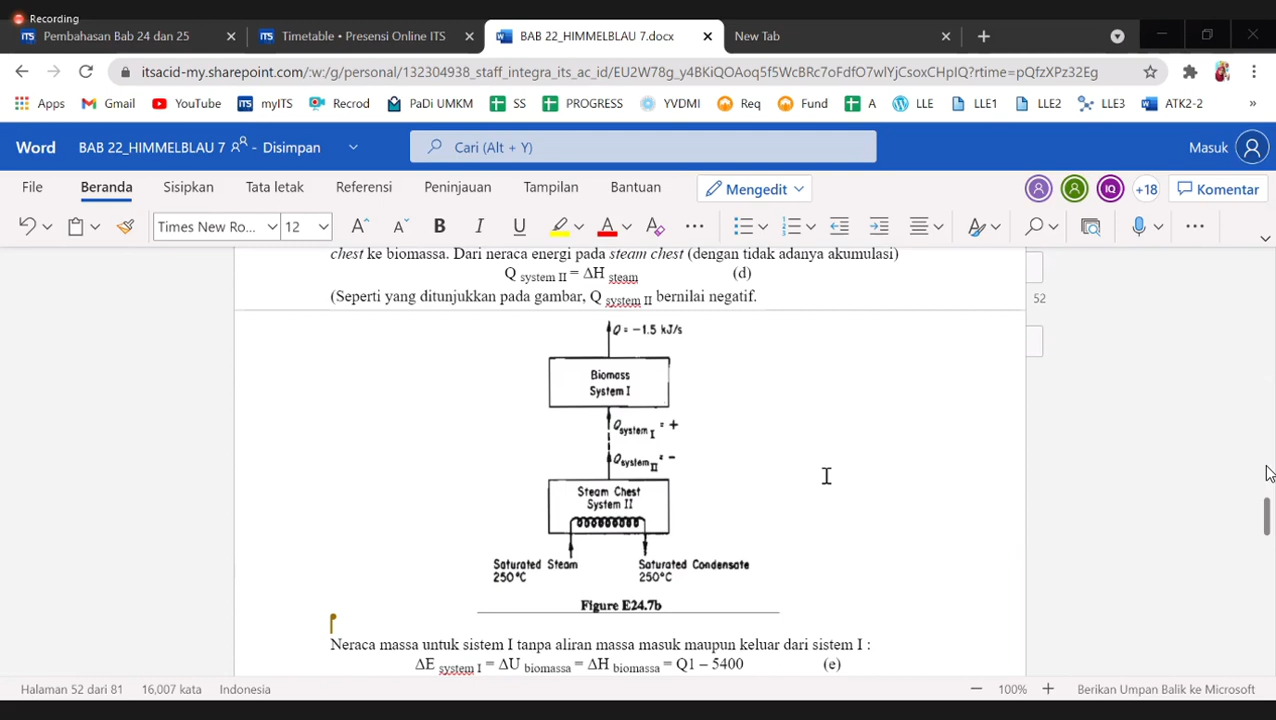 Recording
Pembahasan Bab 24 dan 25
Timetable • Presensi Online ITS
BAB 22_HIMMELBLAU 7.docx
New Tab
itsacid-my.sharepoint.com/:w:/g/personal/132304938_staff_integra_its_ac_id/EU2W78g_y4BKiQOAoq5f5WcBRc7oFdfO7wlYjCsoxCHpIQ?rtime=pQfzXPz32Eg
Apps Gmail YouTube myITS Recrod PaDi UMKM SS PROGRESS YVDMI Req Fund A LLE LLE1 LLE2 LLE3 ATK2-2 »
Word BAB 22_HIMMELBLAU 7 - Disimpan Cari (Alt + Y) Masuk
File Beranda Sisipkan Tata letak Referensi Peninjauan Tampilan Bantuan Mengedit IQ +18 Komentar
Times New Ro... 12 A A B I U A A
chest ke biomassa. Dari neraca energi pada steam chest (dengan tidak adanya akumulasi)
Q system II = ΔH steam (d)
(Seperti yang ditunjukkan pada gambar, Q system II bernilai negatif.
52
Q = −1.5 kJ/s
Biomass
System I
Qsystem I = +
Qsystem II = −
Steam Chest
System II
Saturated Steam
250°C
Saturated Condensate
250°C
Figure E24.7b
Neraca massa untuk sistem I tanpa aliran massa masuk maupun keluar dari sistem I :
ΔE system I = ΔU biomassa = ΔH biomassa = Q1 – 5400 (e)
Halaman 52 dari 81 16,007 kata Indonesia 100% Berikan Umpan Balik ke Microsoft